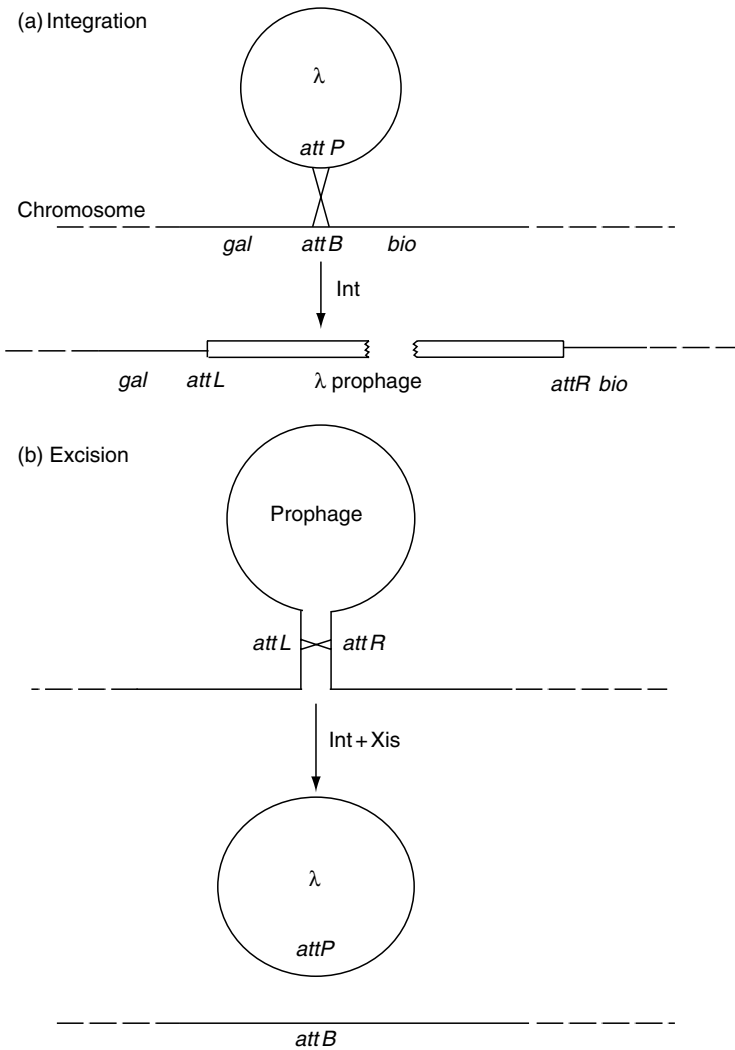 (a) Integration
λ
att P
Chromosome
gal att B bio
Int
gal att L λ prophage attR bio
(b) Excision
Prophage
att L att R
Int + Xis
λ
attP
att B